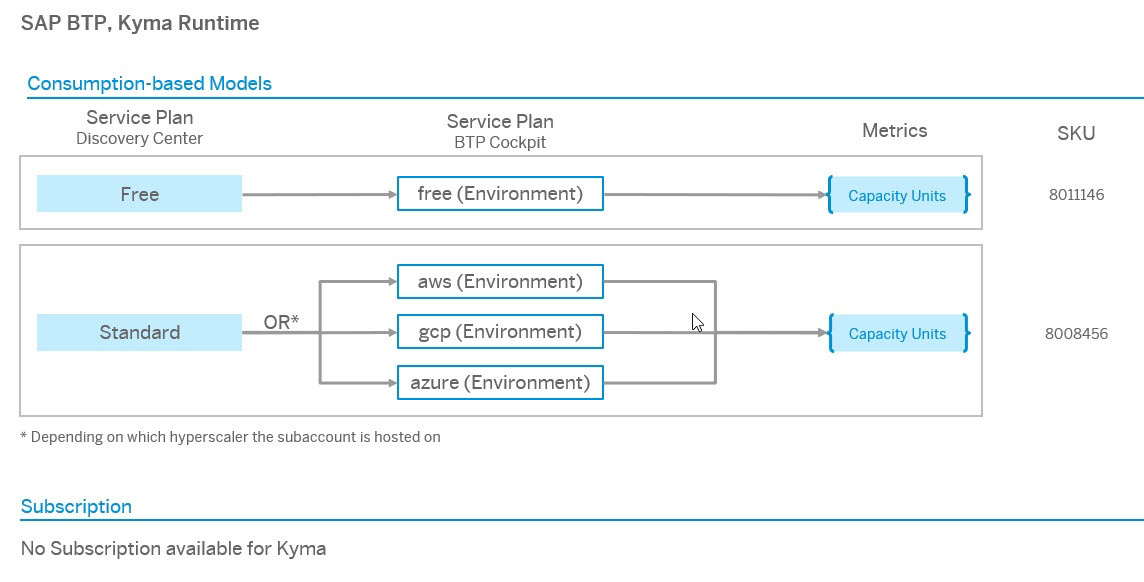 SAP BTP, Kyma Runtime
Consumption-based Models
Service Plan
Discovery Center
Service Plan
BTP Cockpit
Metrics
SKU
Free
free (Environment)
Capacity Units
8011146
Standard
OR*
aws (Environment)
gcp (Environment)
azure (Environment)
Capacity Units
8008456
* Depending on which hyperscaler the subaccount is hosted on
Subscription
No Subscription available for Kyma